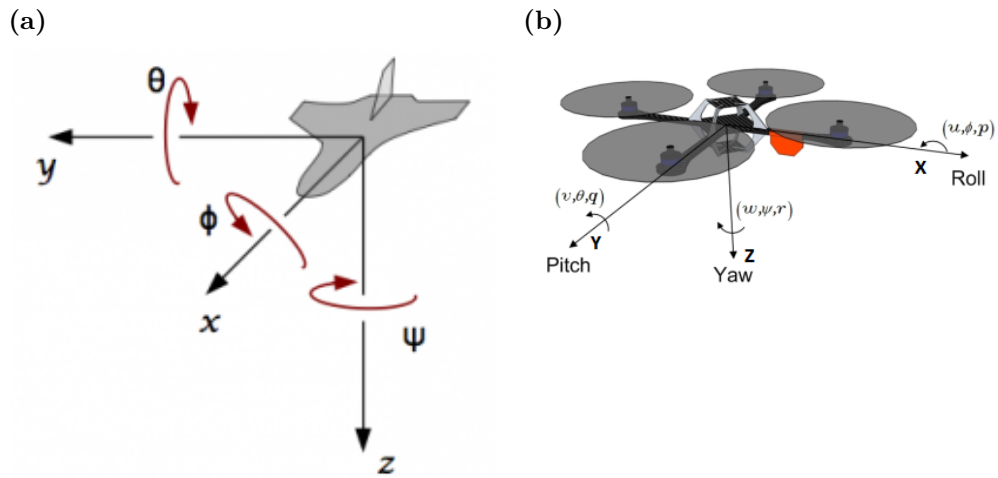 (a)
θ
y
ϕ
x
ψ
z
(b)
(u,ϕ,p)
X
Roll
(v,θ,q)
Y
Pitch
(w,ψ,r)
Z
Yaw